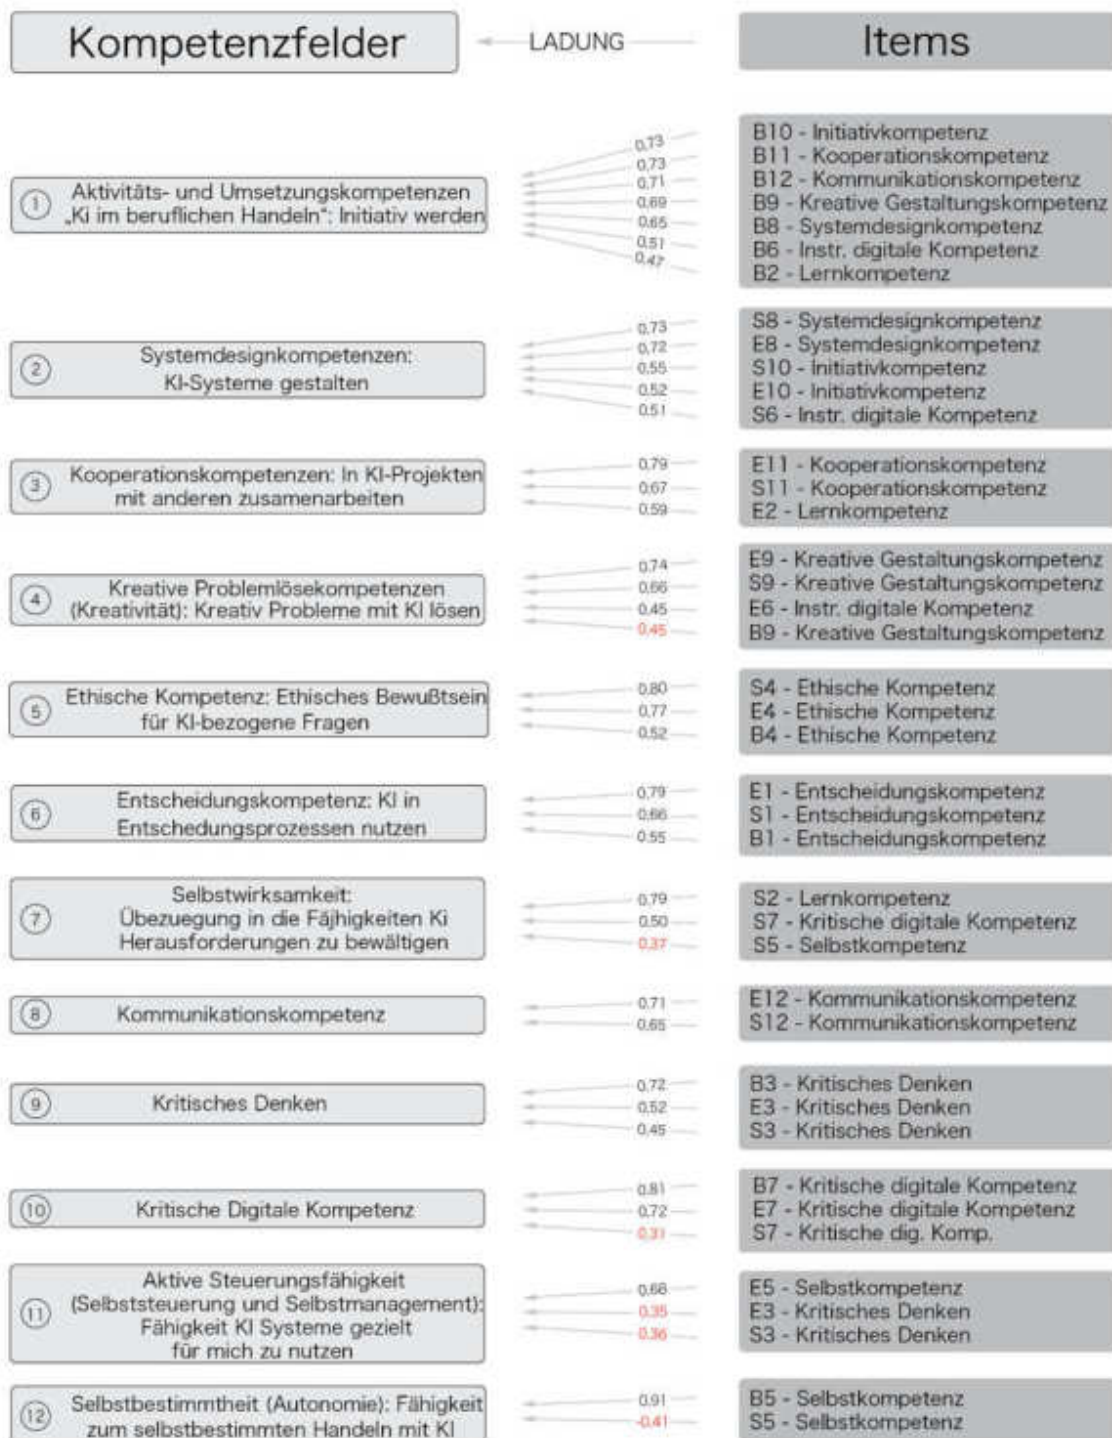 Kompetenzfelder
LADUNG
Items
1
Aktivitäts- und Umsetzungskompetenzen
„Ki im beruflichen Handeln“: Initiativ werden
0,73
0,73
0,71
0,69
0,65
0,51
0,47
B10 - Initiativkompetenz
B11 - Kooperationskompetenz
B12 - Kommunikationskompetenz
B9 - Kreative Gestaltungskompetenz
B8 - Systemdesignkompetenz
B6 - Instr. digitale Kompetenz
B2 - Lernkompetenz
2
Systemdesignkompetenzen:
KI-Systeme gestalten
0,73
0,72
0,55
0,52
0,51
S8 - Systemdesignkompetenz
E8 - Systemdesignkompetenz
S10 - Initiativkompetenz
E10 - Initiativkompetenz
S6 - Instr. digitale Kompetenz
3
Kooperationskompetenzen: In KI-Projekten
mit anderen zusamenarbeiten
0,79
0,67
0,59
E11 - Kooperationskompetenz
S11 - Kooperationskompetenz
E2 - Lernkompetenz
4
Kreative Problemlösekompetenzen
(Kreativität): Kreativ Probleme mit KI lösen
0,74
0,66
0,45
0,45
E9 - Kreative Gestaltungskompetenz
S9 - Kreative Gestaltungskompetenz
E6 - Instr. digitale Kompetenz
B9 - Kreative Gestaltungskompetenz
5
Ethische Kompetenz: Ethisches Bewußtsein
für KI-bezogene Fragen
0,80
0,77
0,52
S4 - Ethische Kompetenz
E4 - Ethische Kompetenz
B4 - Ethische Kompetenz
6
Entscheidungskompetenz: KI in
Entschedungsprozessen nutzen
0,79
0,66
0,55
E1 - Entscheidungskompetenz
S1 - Entscheidungskompetenz
B1 - Entscheidungskompetenz
7
Selbstwirksamkeit:
Übezuegung in die Fäjhigkeiten Ki
Herausforderungen zu bewältigen
0,79
0,50
0,37
S2 - Lernkompetenz
S7 - Kritische digitale Kompetenz
S5 - Selbstkompetenz
8
Kommunikationskompetenz
0,71
0,65
E12 - Kommunikationskompetenz
S12 - Kommunikationskompetenz
9
Kritisches Denken
0,72
0,52
0,45
B3 - Kritisches Denken
E3 - Kritisches Denken
S3 - Kritisches Denken
10
Kritische Digitale Kompetenz
0,81
0,72
0,31
B7 - Kritische digitale Kompetenz
E7 - Kritische digitale Kompetenz
S7 - Kritische dig. Komp.
11
Aktive Steuerungsfähigkeit
(Selbststeuerung und Selbstmanagement):
Fähigkeit KI Systeme gezielt
für mich zu nutzen
0,68
0,35
0,36
E5 - Selbstkompetenz
E3 - Kritisches Denken
S3 - Kritisches Denken
12
Selbstbestimmtheit (Autonomie): Fähigkeit
zum selbstbestimmten Handeln mit KI
0,91
-0,41
B5 - Selbstkompetenz
S5 - Selbstkompetenz